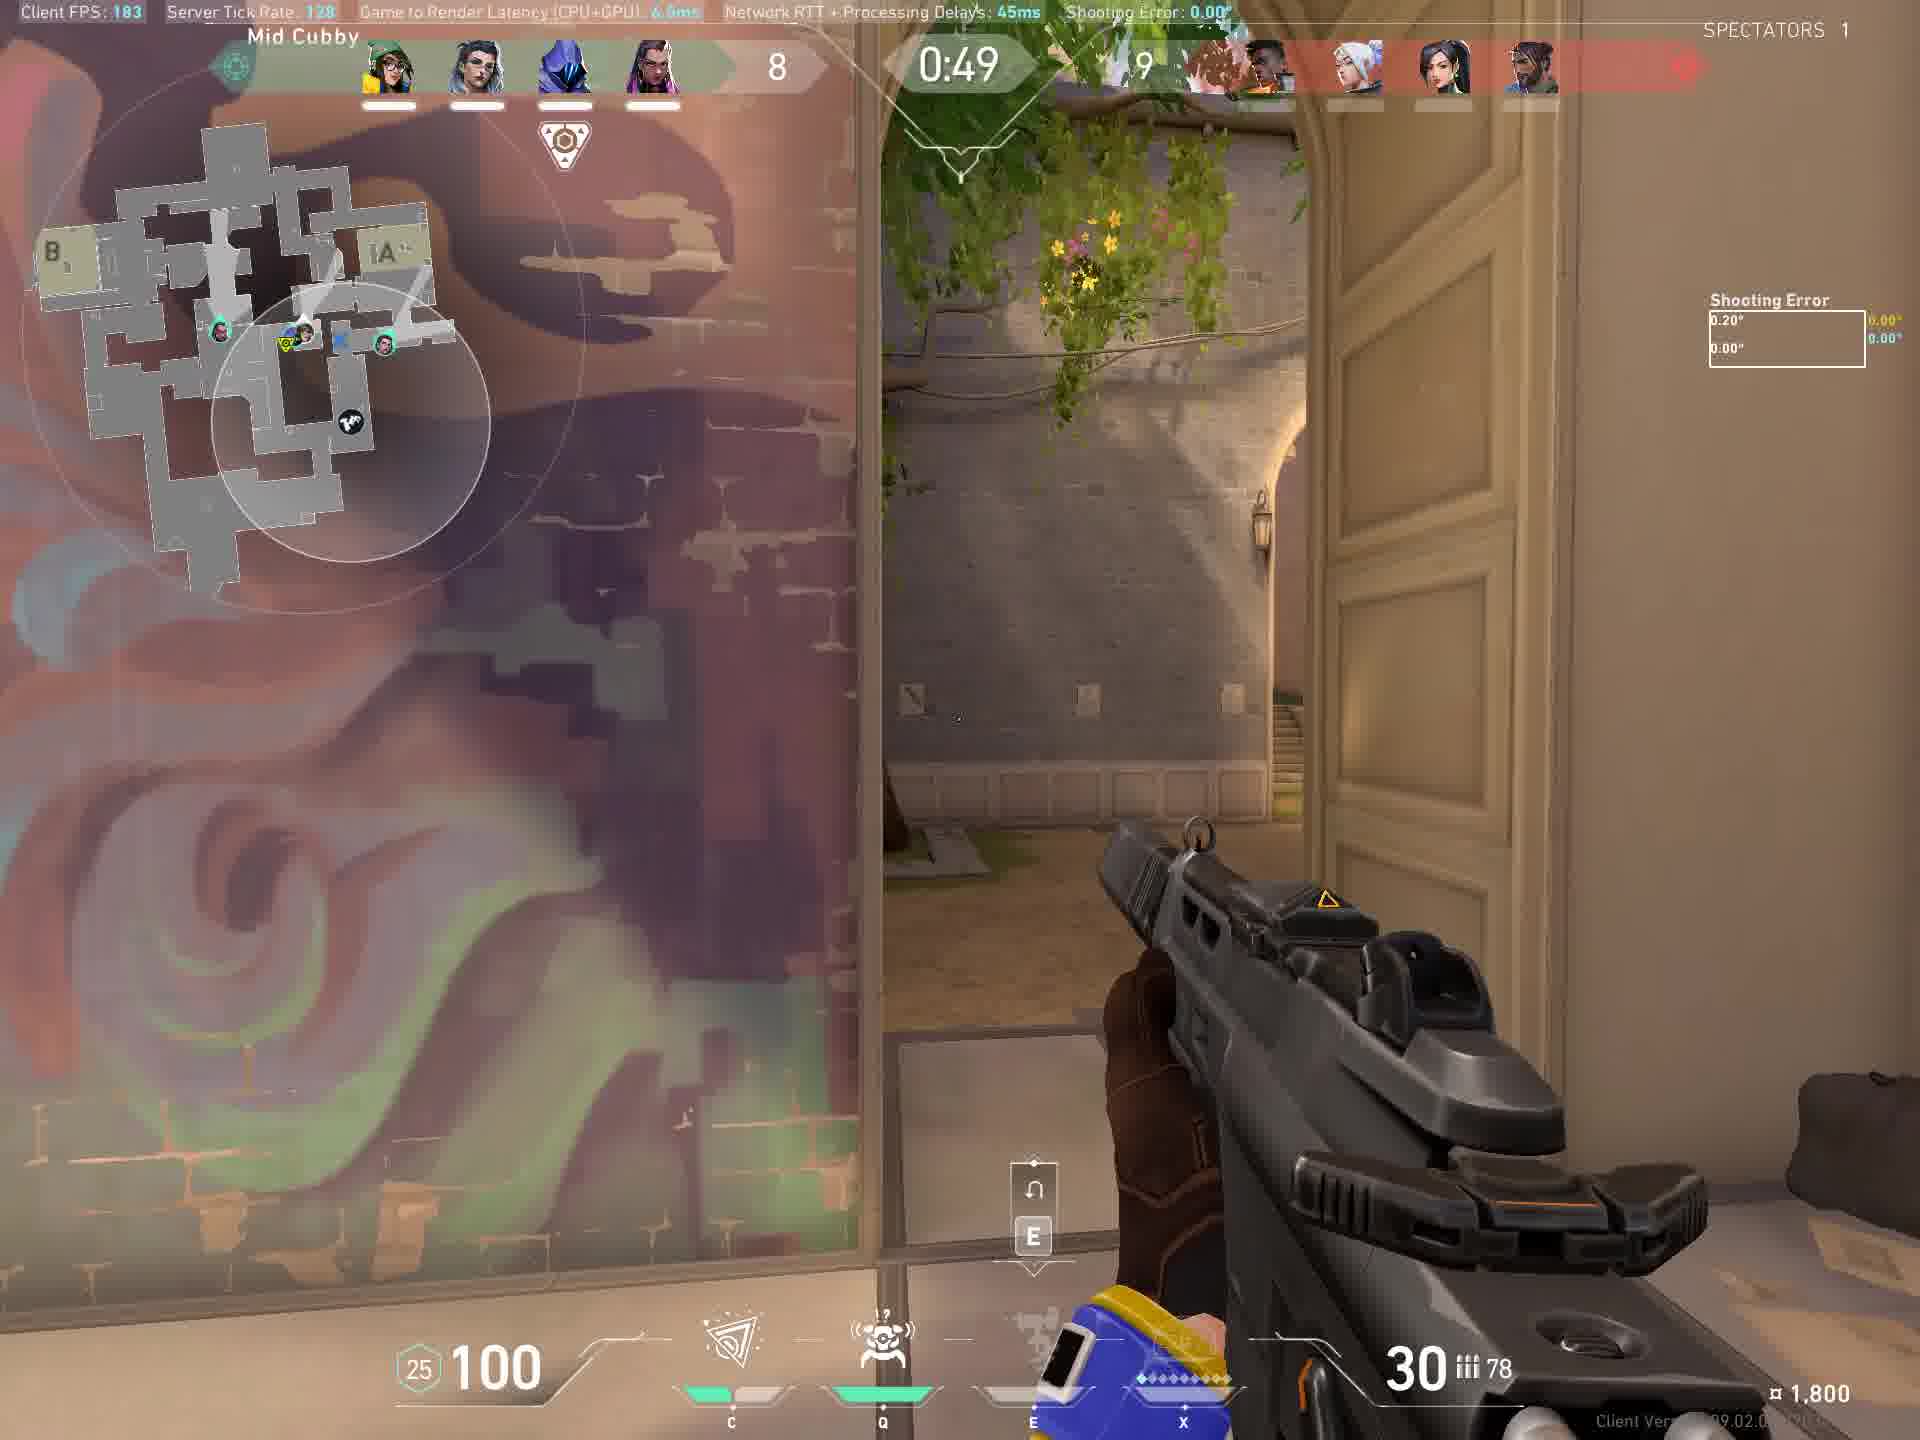 Client FPS: 183
Server Tick Rate: 128
Game to Render Latency (CPU+GPU): 6.0ms
Network RTT + Processing Delays: 45ms
Shooting Error: 0.00°
Mid Cubby
8
0:49
9
SPECTATORS 1
B
A
Shooting Error
0.20°
0.00°
0.00°
0.00°
E
25
100
30
78
¤ 1,800
C
Q
E
X